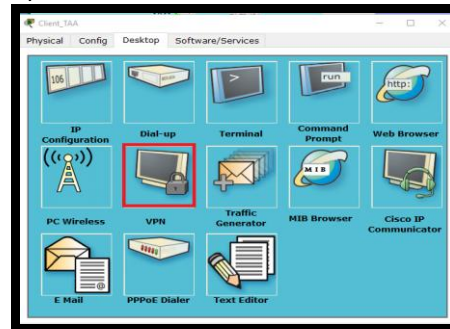 Client_TAA
Physical Config Desktop Software/Services
106
run
http:
IP
Configuration
Dial-up
Terminal
Command
Prompt
Web Browser
MIB
PC Wireless
VPN
Traffic
Generator
MIB Browser
Cisco IP
Communicator
E Mail
PPPoE Dialer
Text Editor